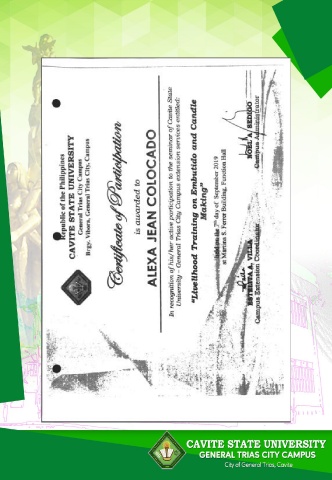 Republic of the Philippines
CAVITE STATE UNIVERSITY
General Trias City Campus
Brgy. Vibora, General Trias City, Campus
Certificate of Participation
is awarded to
ALEXA JEAN COLOCADO
In recognition of his/her active participation to the seminar of Cavite State
University - General Trias City Campus extension services entitled:
"Livelihood Training on Embutido and Candle
Making"
Held on the 7th day of September 2019
at Mariano S. Ferrer Building, Function Hall
ESTELITA A. VILLA
Campus Extension Coordinator
NOEL A. SEDIGO
Campus Administrator
CAVITE STATE UNIVERSITY
GENERAL TRIAS CITY CAMPUS
City of General Trias, Cavite